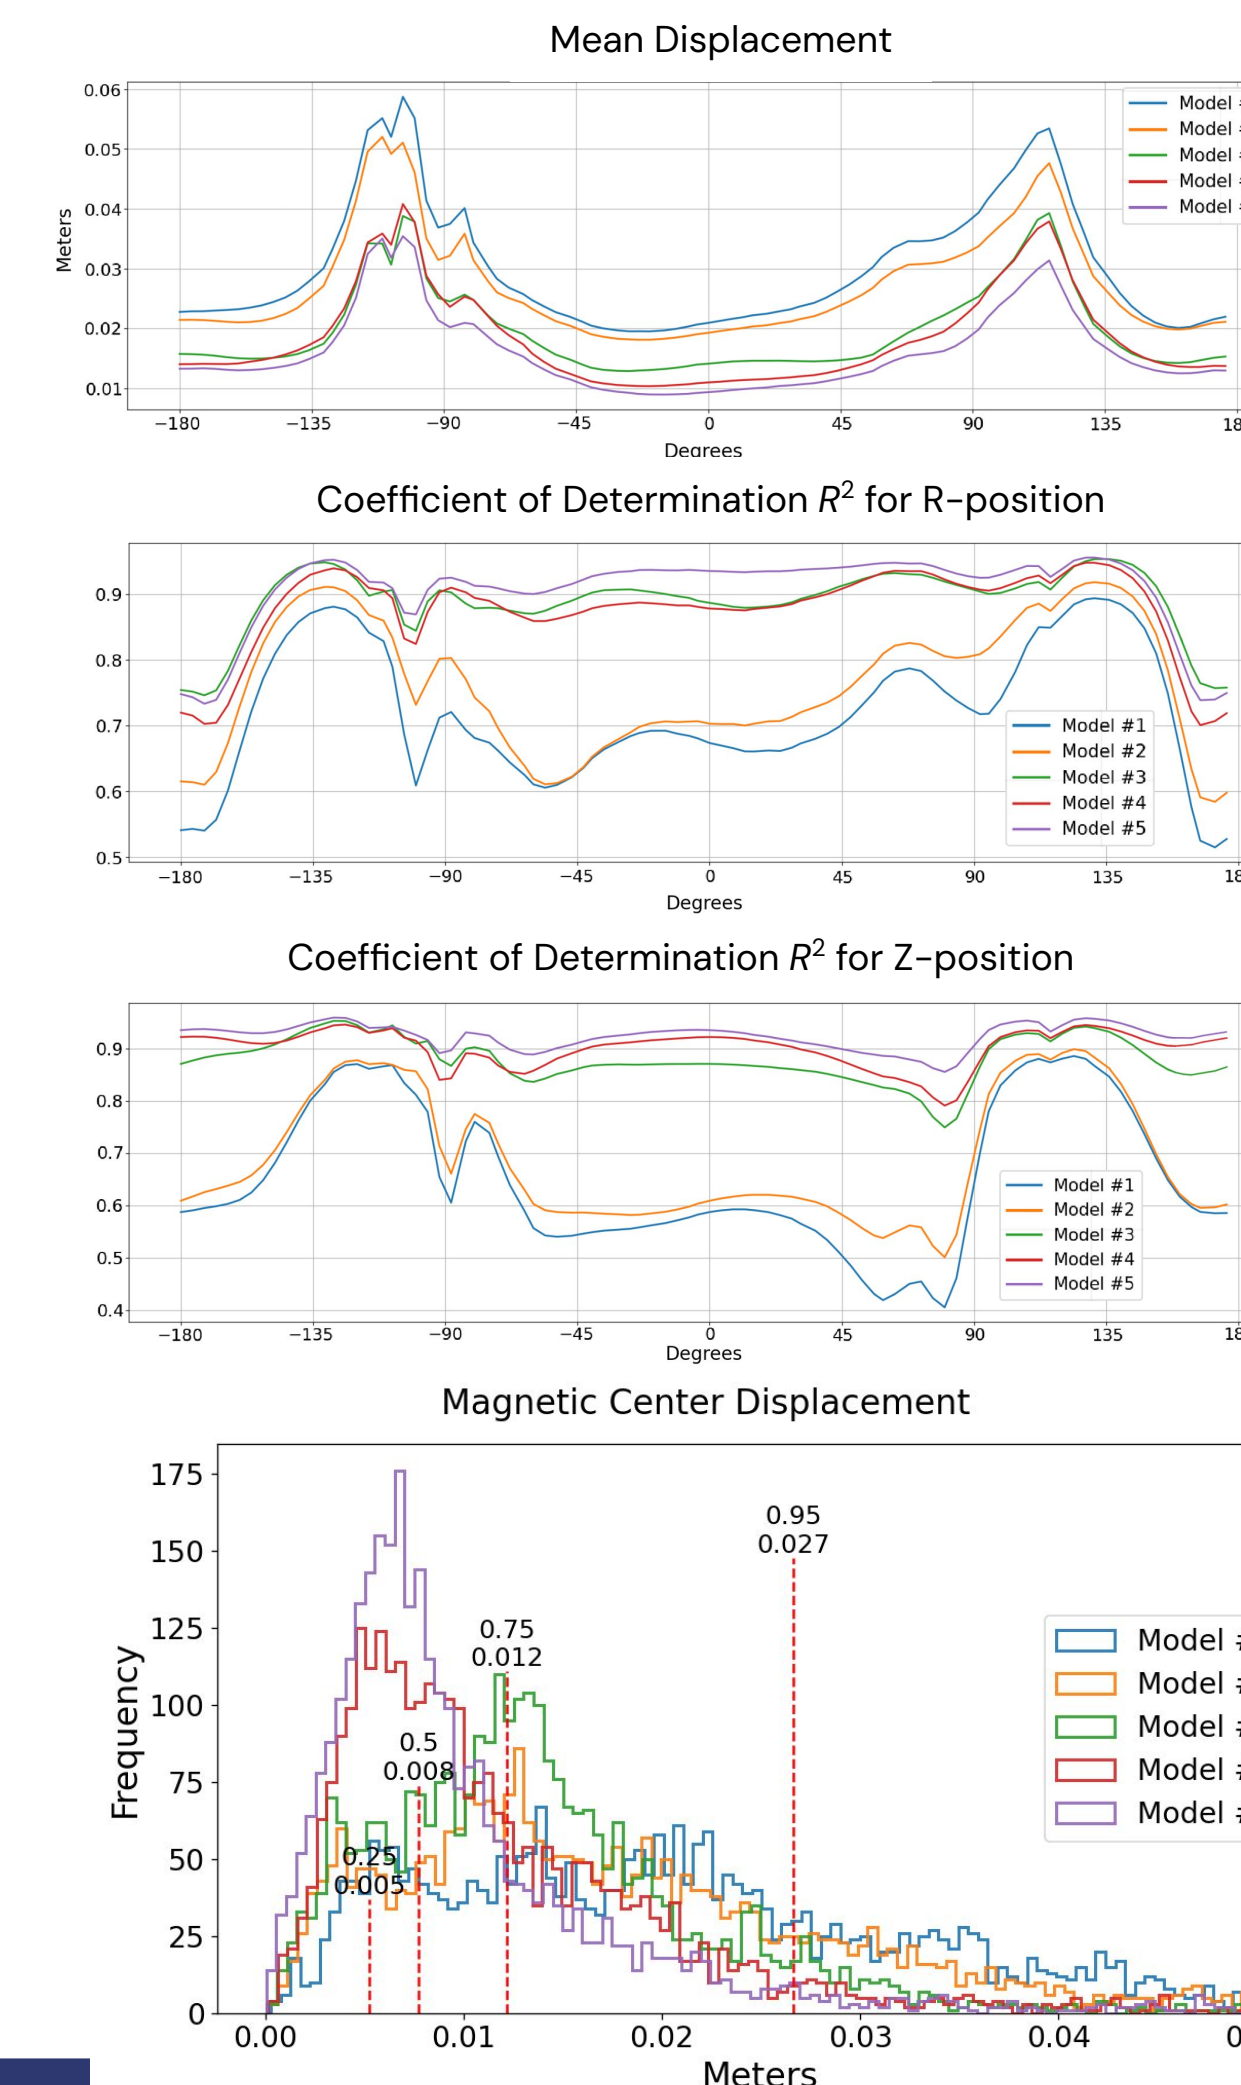 Mean Displacement
0.06
0.05
0.04
0.03
0.02
0.01
Meters
Model
Model
Model
Model
Model
−180 −135 −90 −45 0 45 90 135 18
Degrees
Coefficient of Determination R² for R-position
0.9
0.8
0.7
0.6
0.5
Model #1
Model #2
Model #3
Model #4
Model #5
−180 −135 −90 −45 0 45 90 135 18
Degrees
Coefficient of Determination R² for Z-position
0.9
0.8
0.7
0.6
0.5
0.4
Model #1
Model #2
Model #3
Model #4
Model #5
−180 −135 −90 −45 0 45 90 135 18
Degrees
Magnetic Center Displacement
175
150
125
100
75
50
25
0
Frequency
0.95
0.027
0.75
0.012
0.5
0.008
0.25
0.005
Model #
Model #
Model #
Model #
Model #
0.00 0.01 0.02 0.03 0.04 0
Meters